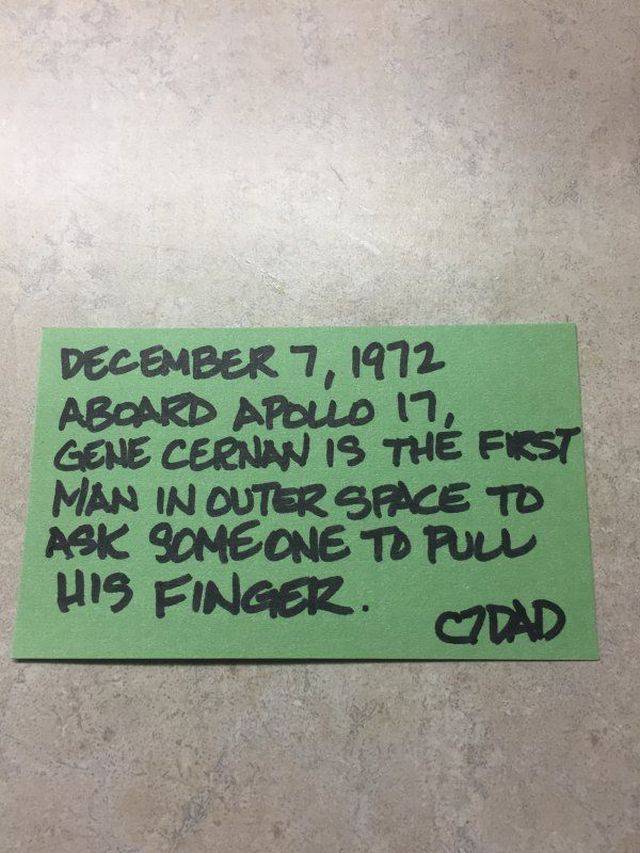 DECEMBER 7, 1972
ABOARD APOLLO 17,
GENE CERNAN IS THE FIRST
MAN IN OUTER SPACE TO
ASK SOMEONE TO PULL
HIS FINGER.
♡ DAD